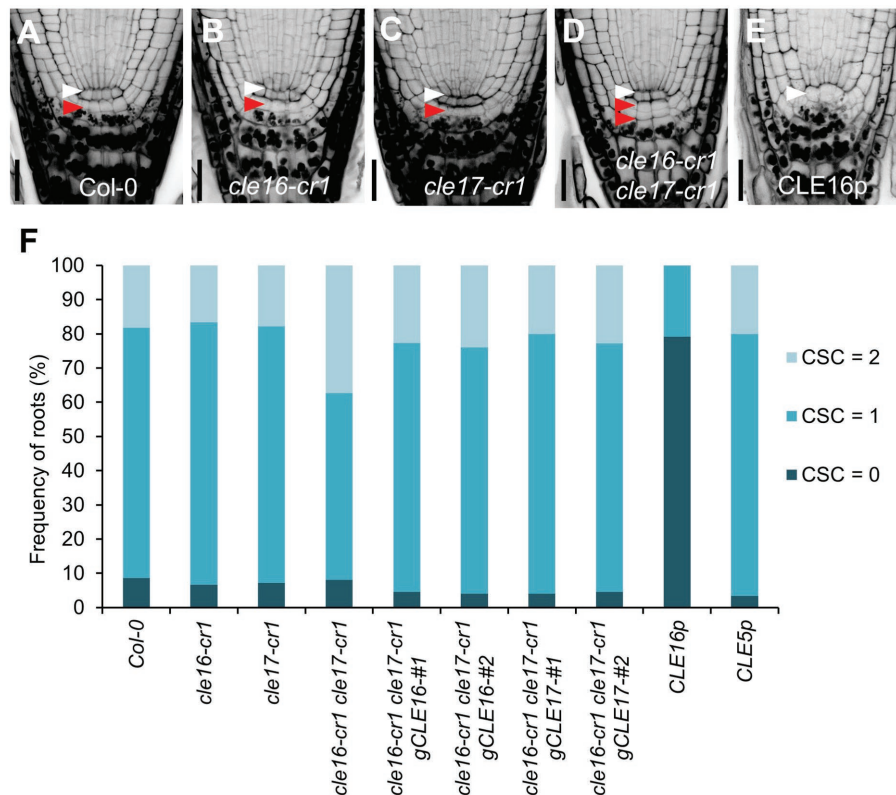 A
B
C
D
E
Col-0
cle16-cr1
cle17-cr1
cle16-cr1
cle17-cr1
CLE16p
F
Frequency of roots (%)
100
90
80
70
60
50
40
30
20
10
0
CSC = 2
CSC = 1
CSC = 0
Col-0
cle16-cr1
cle17-cr1
cle16-cr1 cle17-cr1
cle16-cr1 cle17-cr1
gCLE16-#1
cle16-cr1 cle17-cr1
gCLE16-#2
cle16-cr1 cle17-cr1
gCLE17-#1
cle16-cr1 cle17-cr1
gCLE17-#2
CLE16p
CLE5p